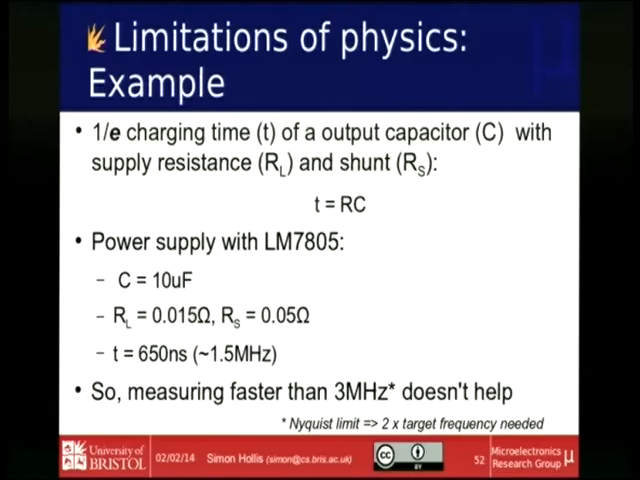 Limitations of physics:
Example
• 1/e charging time (t) of a output capacitor (C) with
supply resistance (RL) and shunt (RS):
t = RC
• Power supply with LM7805:
– C = 10uF
– RL = 0.015Ω, RS = 0.05Ω
– t = 650ns (~1.5MHz)
• So, measuring faster than 3MHz* doesn't help
* Nyquist limit => 2 x target frequency needed
University of
BRISTOL
02/02/14
Simon Hollis (simon@cs.bris.ac.uk)
cc
BY
52
Microelectronics
Research Group
μ